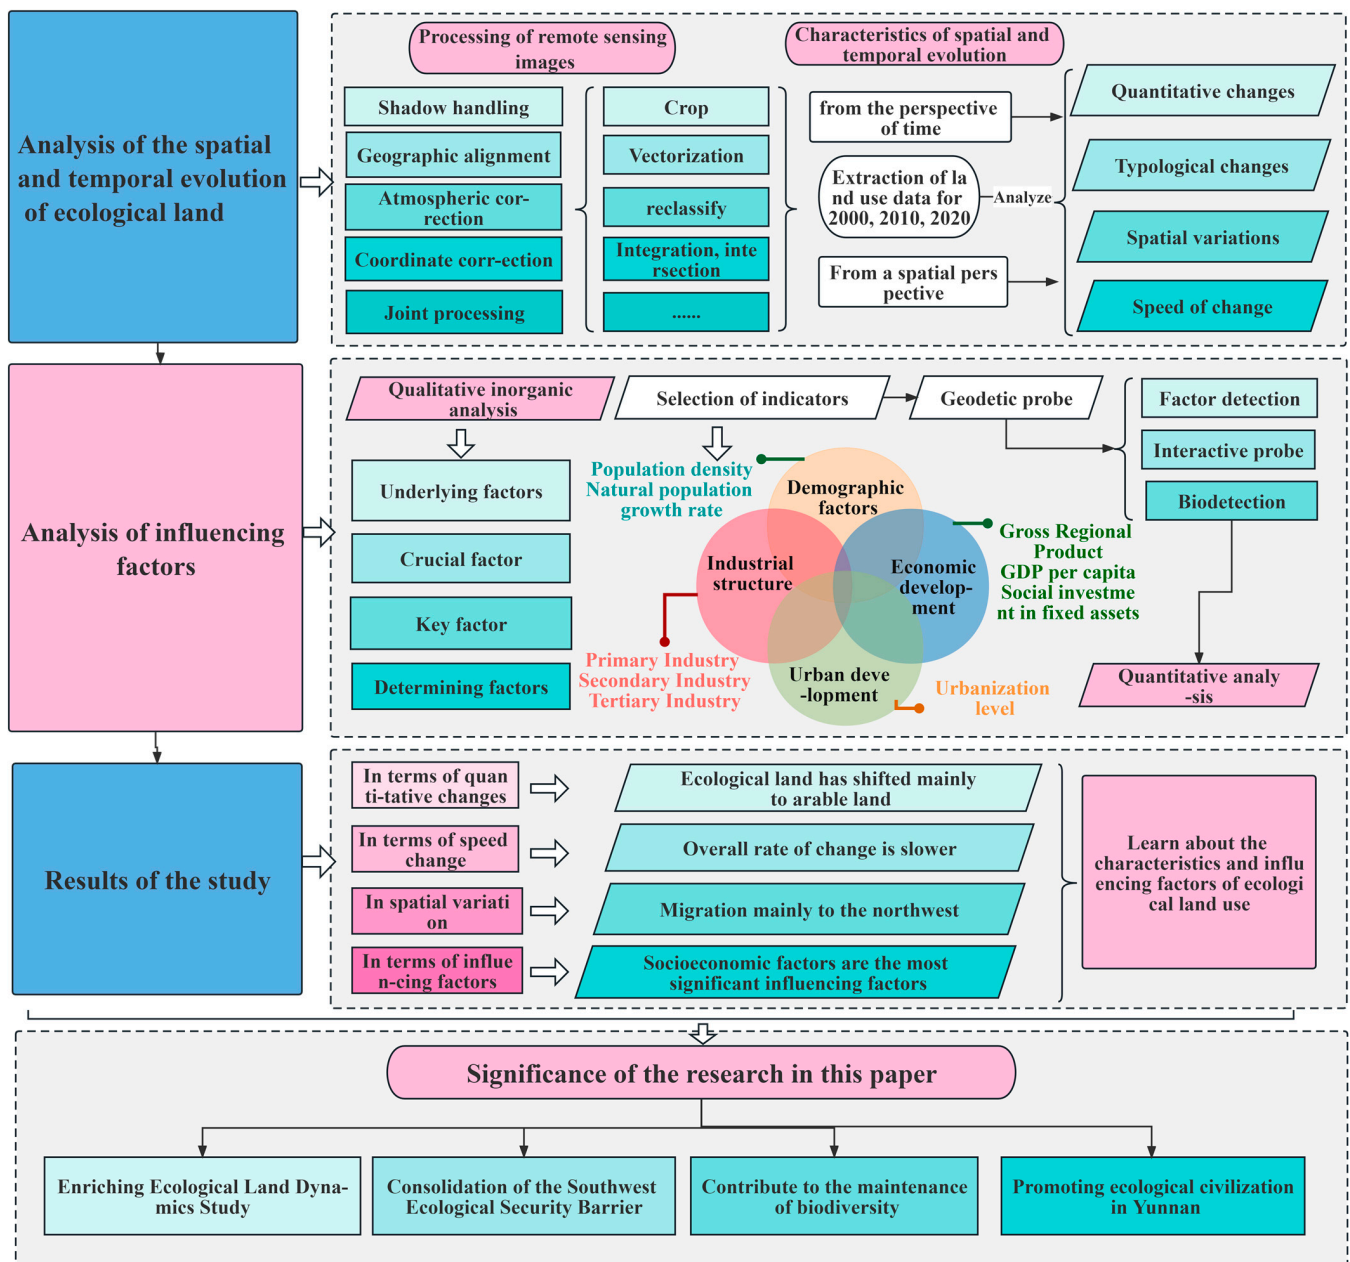 Analysis of the spatial
and temporal evolution
of ecological land
Processing of remote sensing
images
Shadow handling
Geographic alignment
Atmospheric cor-
rection
Coordinate corr-ection
Joint processing
Crop
Vectorization
reclassify
Integration, inte
rsection
......
Characteristics of spatial and
temporal evolution
from the perspective
of time
Extraction of la
nd use data for
2000, 2010, 2020
From a spatial pers
pective
Analyze
Quantitative changes
Typological changes
Spatial variations
Speed of change
Analysis of influencing
factors
Qualitative inorganic
analysis
Underlying factors
Crucial factor
Key factor
Determining factors
Selection of indicators
Geodetic probe
Population density
Natural population
growth rate
Demographic
factors
Industrial
structure
Economic
develop-
ment
Urban deve
-lopment
Gross Regional
Product
GDP per capita
Social investme
nt in fixed assets
Primary Industry
Secondary Industry
Tertiary Industry
Urbanization
level
Factor detection
Interactive probe
Biodetection
Quantitative analy
-sis
Results of the study
In terms of quan
ti-tative changes
Ecological land has shifted mainly
to arable land
In terms of speed
change
Overall rate of change is slower
In spatial variati
on
Migration mainly to the northwest
In terms of influe
n-cing factors
Socioeconomic factors are the most
significant influencing factors
Learn about the
characteristics and influ
encing factors of ecologi
cal land use
Significance of the research in this paper
Enriching Ecological Land Dyna-
mics Study
Consolidation of the Southwest
Ecological Security Barrier
Contribute to the maintenance
of biodiversity
Promoting ecological civilization
in Yunnan